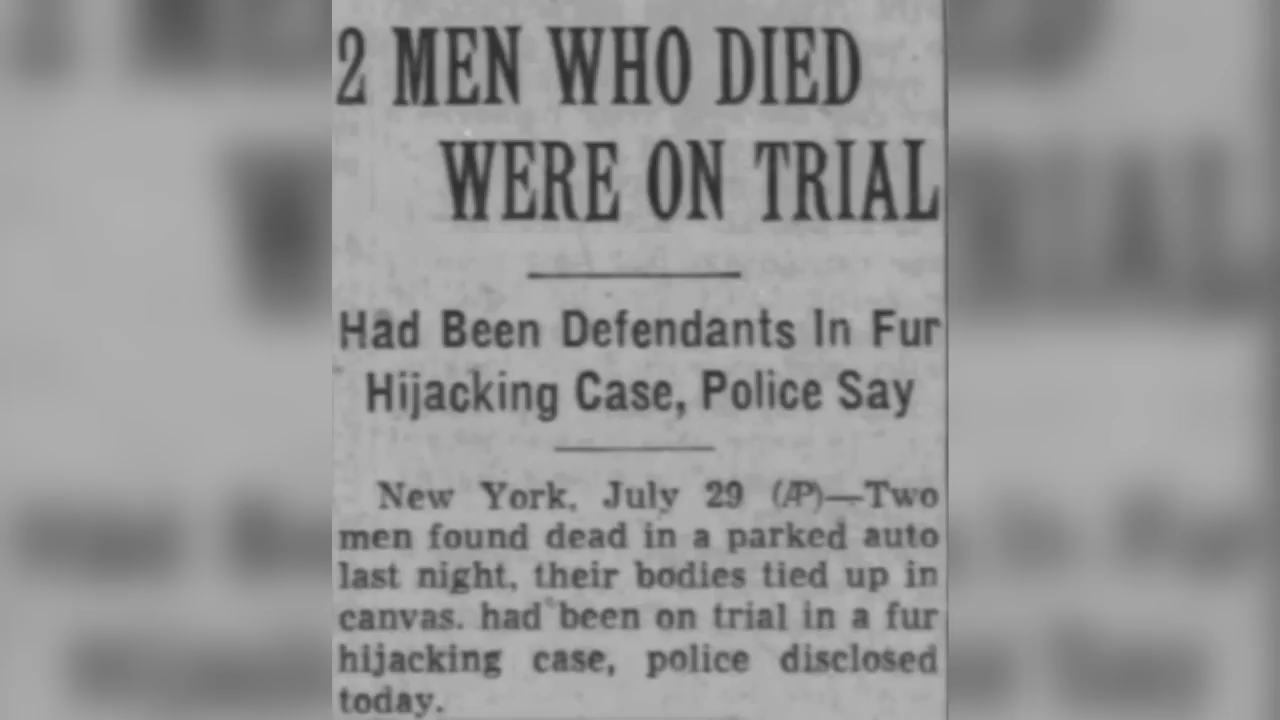 2 MEN WHO DIED
WERE ON TRIAL
Had Been Defendants In Fur
Hijacking Case, Police Say
New York, July 29 (AP)—Two
men found dead in a parked auto
last night, their bodies tied up in
canvas. had been on trial in a fur
hijacking case, police disclosed
today.